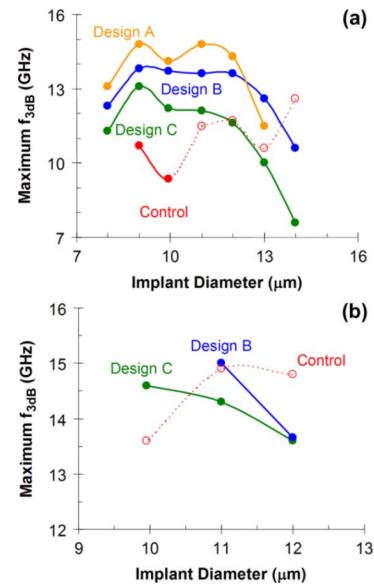 (a)
Maximum f3dB (GHz)
16
13
10
7
Design A
Design B
Design C
Control
7
10
13
16
Implant Diameter (μm)
(b)
Maximum f3dB (GHz)
16
15
14
13
12
Design B
Control
Design C
9
10
11
12
13
Implant Diameter (μm)